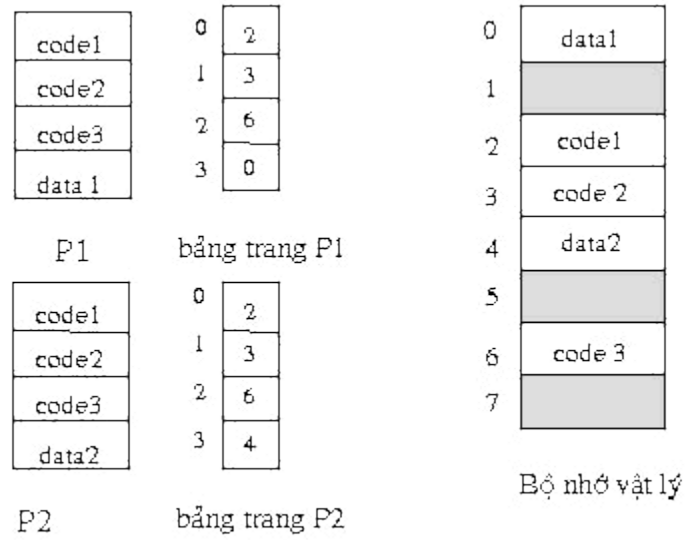 code1
code2
code3
data 1
P1
0 2
1 3
2 6
3 0
bảng trang P1
code1
code2
code3
data2
P2
0 2
1 3
2 6
3 4
bảng trang P2
0 data1
1
2 code1
3 code 2
4 data2
5
6 code 3
7
Bộ nhớ vật lý